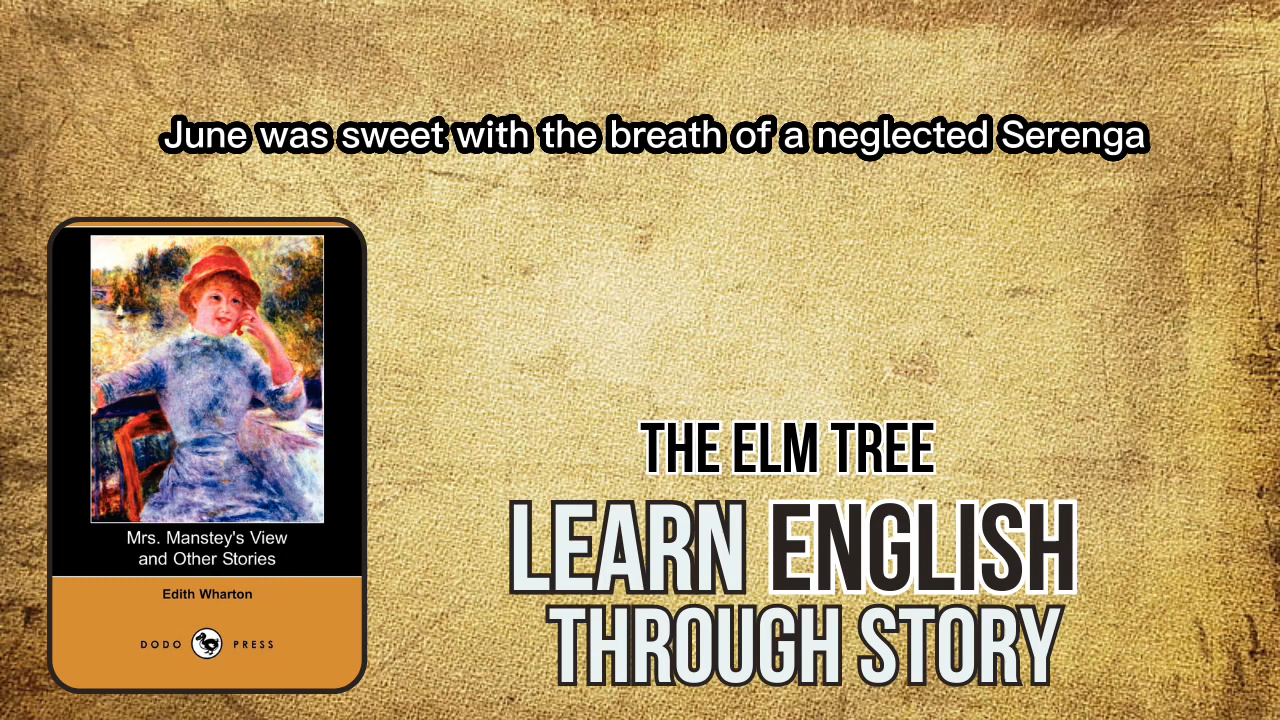 June was sweet with the breath of a neglected Serenga
Mrs. Manstey's View
and Other Stories
Edith Wharton
DODO PRESS
THE ELM TREE
LEARN ENGLISH
THROUGH STORY